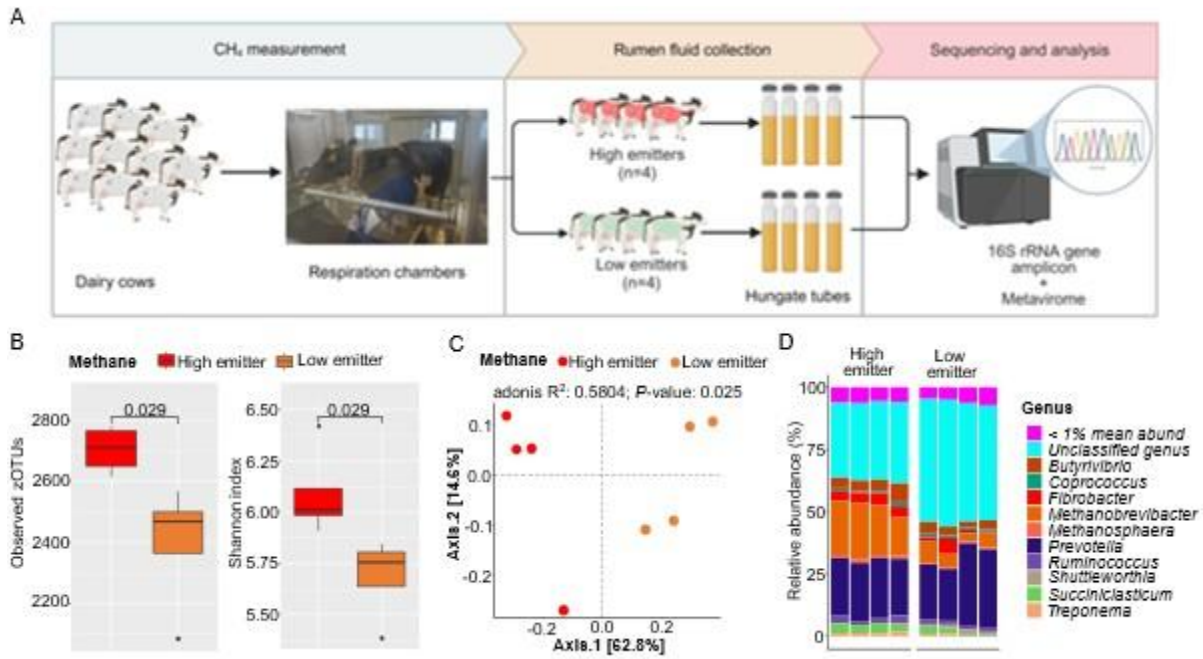 A
CH₄ measurement
Rumen fluid collection
Sequencing and analysis
High emitters
(n=4)
Low emitters
(n=4)
Dairy cows
Respiration chambers
Hungate tubes
16S rRNA gene
amplicon
+
Metavirome
B
Methane
High emitter
Low emitter
Observed zOTUs
2800
2600
2400
2200
0.029
Shannon index
6.50
6.25
6.00
5.75
5.50
0.029
C
Methane
High emitter
Low emitter
adonis R²: 0.5804; P-value: 0.025
Axis.2 [14.6%]
0.1
0.0
-0.1
-0.2
-0.2
0.0
0.2
Axis.1 [62.8%]
D
High
emitter
Low
emitter
Relative abundance (%)
100
75
50
25
0
Genus
< 1% mean abund
Unclassified genus
Butyrivibrio
Coprococcus
Fibrobacter
Methanobrevibacter
Methanosphaera
Prevotella
Ruminococcus
Shuttleworthia
Succiniclasticum
Treponema